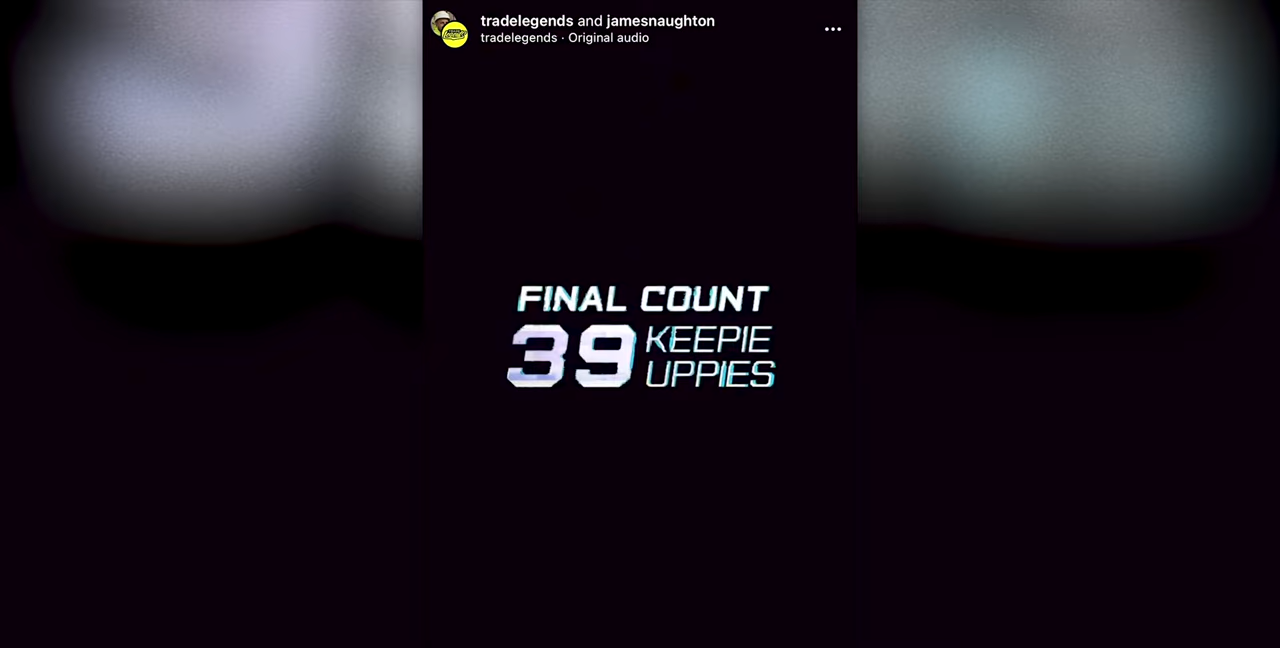 tradelegends and jamesnaughton
tradelegends · Original audio
FINAL COUNT
39 KEEPIE
UPPIES